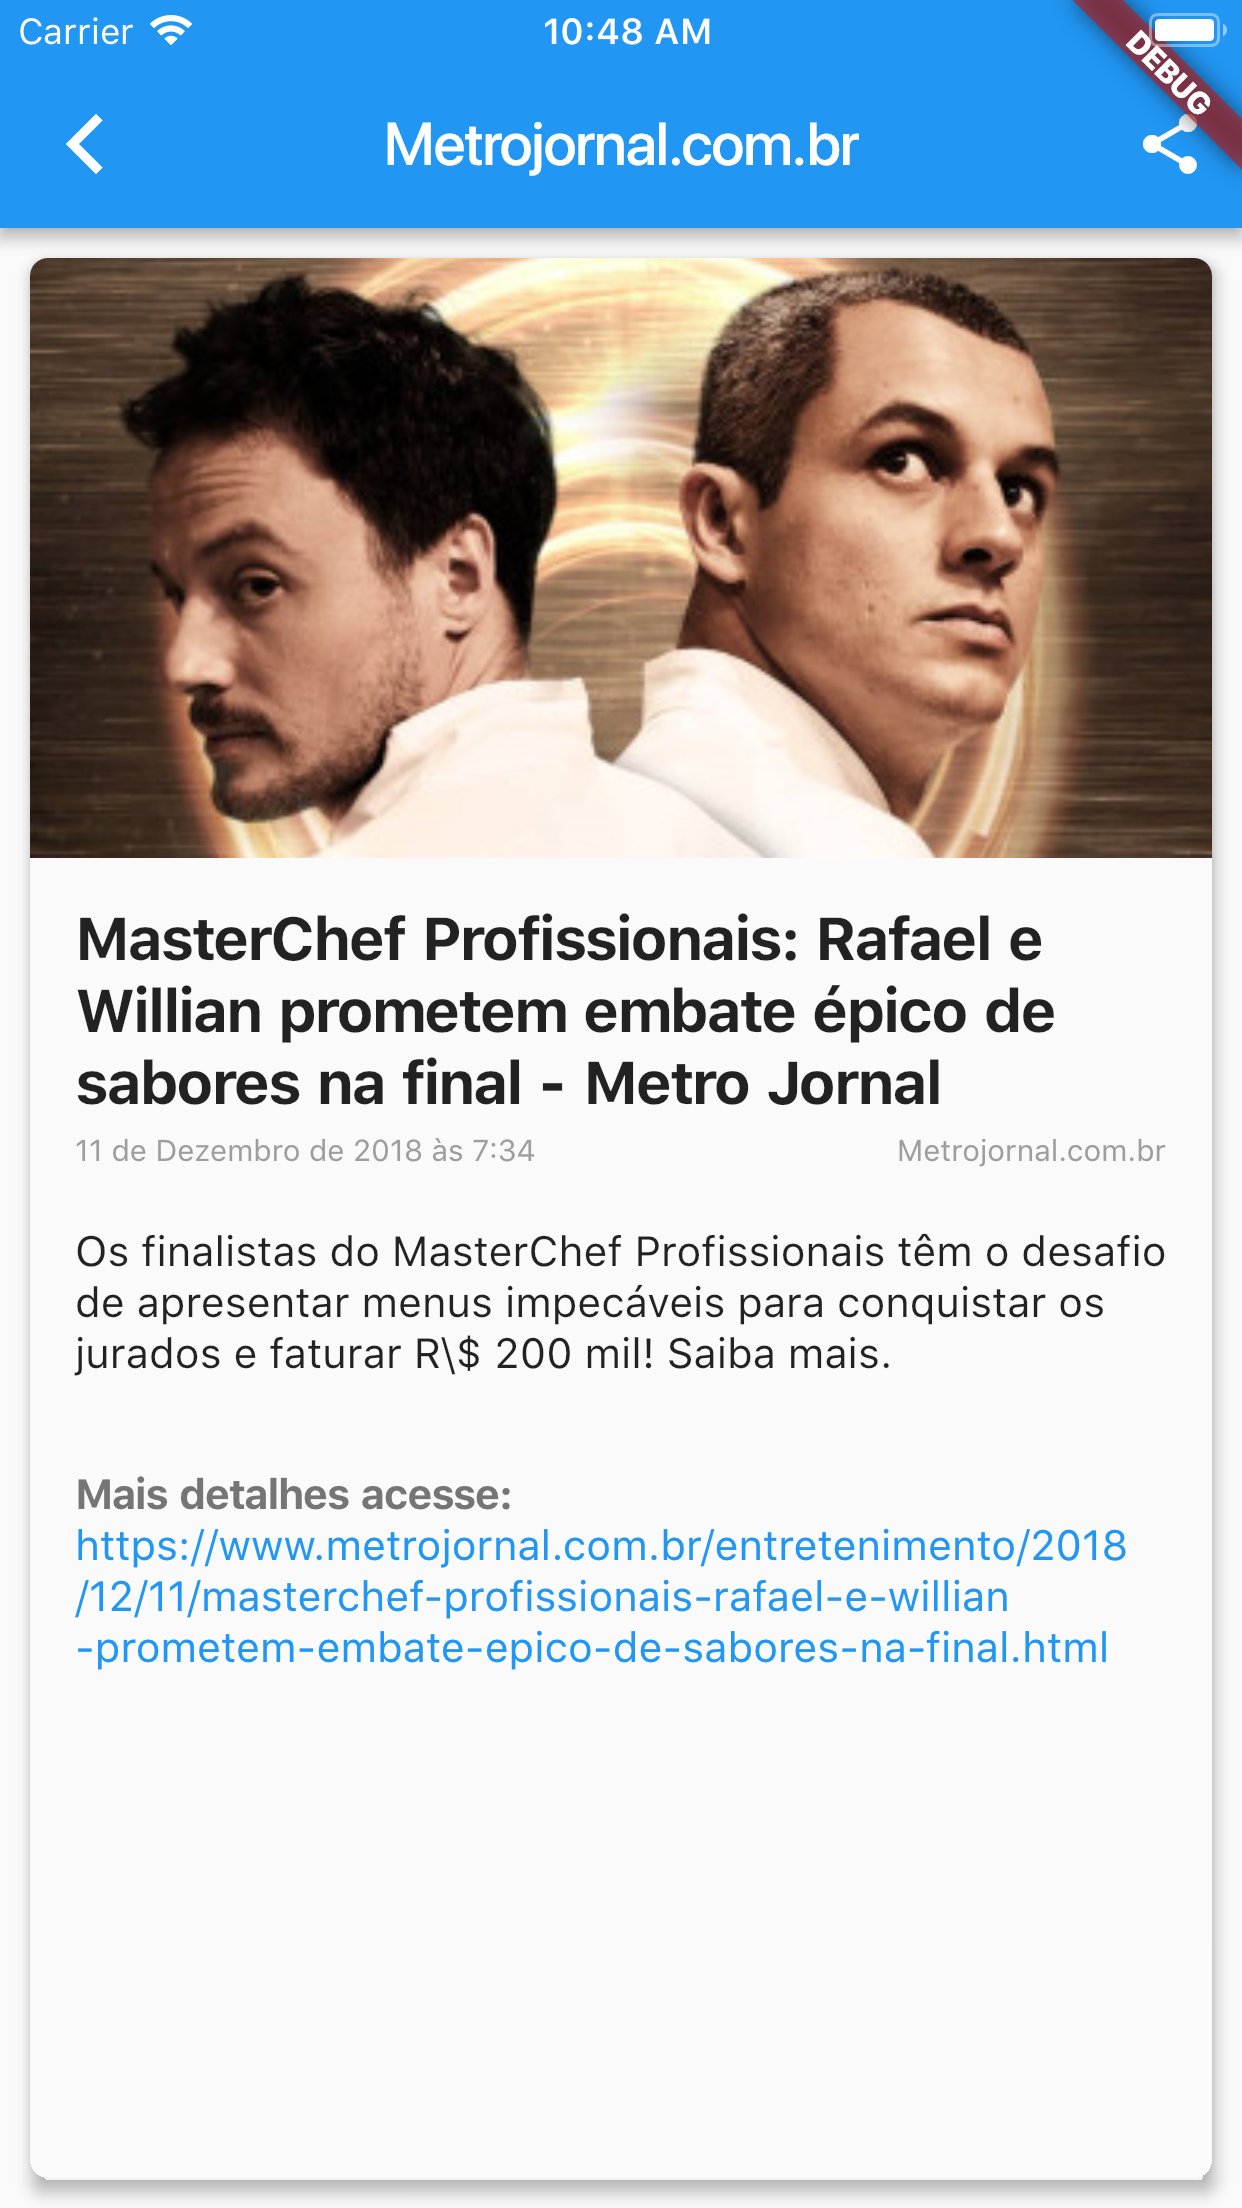 Carrier 10:48 AM
DEBUG
Metrojornal.com.br
MasterChef Profissionais: Rafael e
Willian prometem embate épico de
sabores na final - Metro Jornal
11 de Dezembro de 2018 às 7:34 Metrojornal.com.br
Os finalistas do MasterChef Profissionais têm o desafio
de apresentar menus impecáveis para conquistar os
jurados e faturar R\$ 200 mil! Saiba mais.
Mais detalhes acesse:
https://www.metrojornal.com.br/entretenimento/2018
/12/11/masterchef-profissionais-rafael-e-willian
-prometem-embate-epico-de-sabores-na-final.html